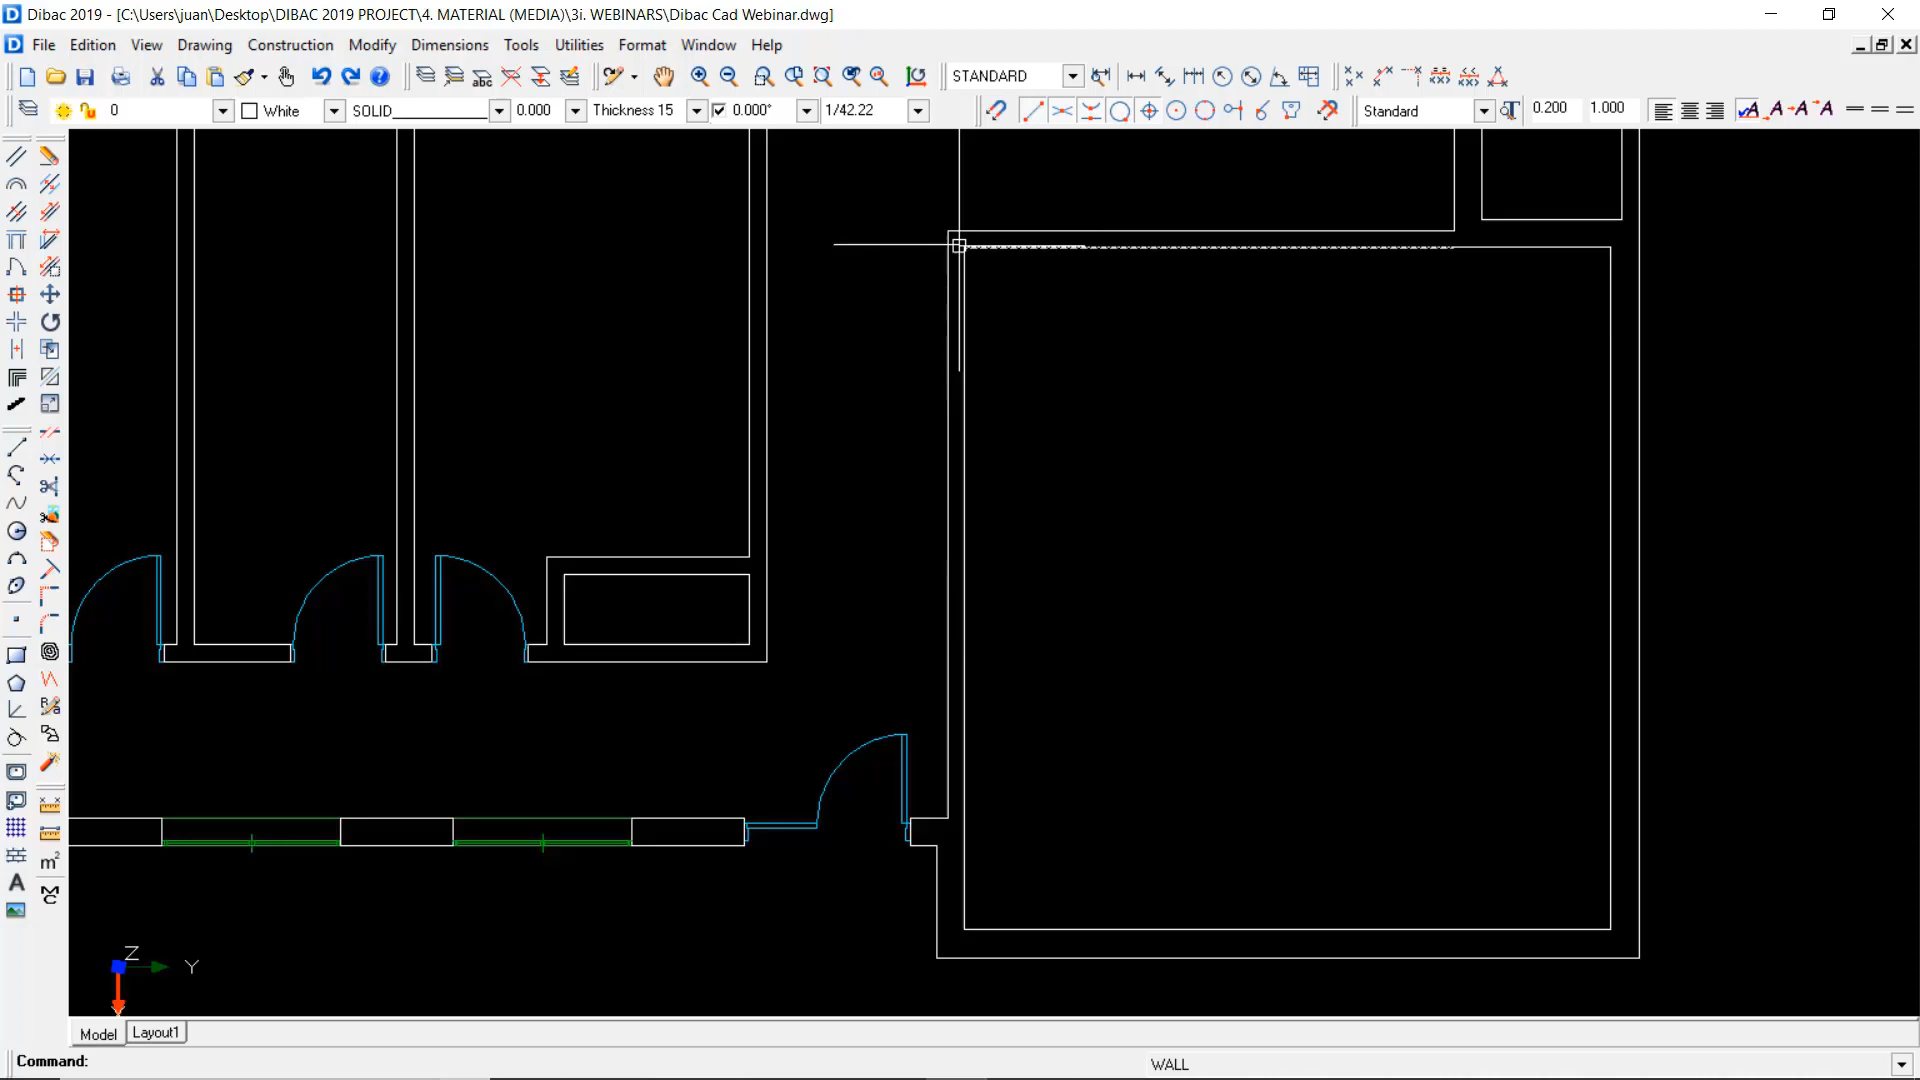 Dibac 2019 - [C:\Users\juan\Desktop\DIBAC 2019 PROJECT\4. MATERIAL (MEDIA)\3i. WEBINARS\Dibac Cad Webinar.dwg]
File Edition View Drawing Construction Modify Dimensions Tools Utilities Format Window Help
STANDARD
0 White SOLID 0.000 Thickness 15 0.000° 1/42.22 Standard 0.200 1.000
Z
Y
Model Layout1
Command: WALL